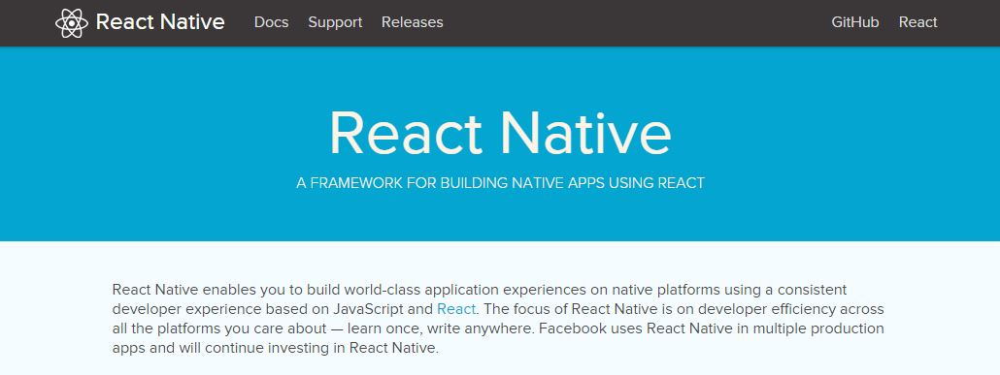 React Native Docs Support Releases GitHub React
React Native
A FRAMEWORK FOR BUILDING NATIVE APPS USING REACT
React Native enables you to build world-class application experiences on native platforms using a consistent
developer experience based on JavaScript and React. The focus of React Native is on developer efficiency across
all the platforms you care about — learn once, write anywhere. Facebook uses React Native in multiple production
apps and will continue investing in React Native.